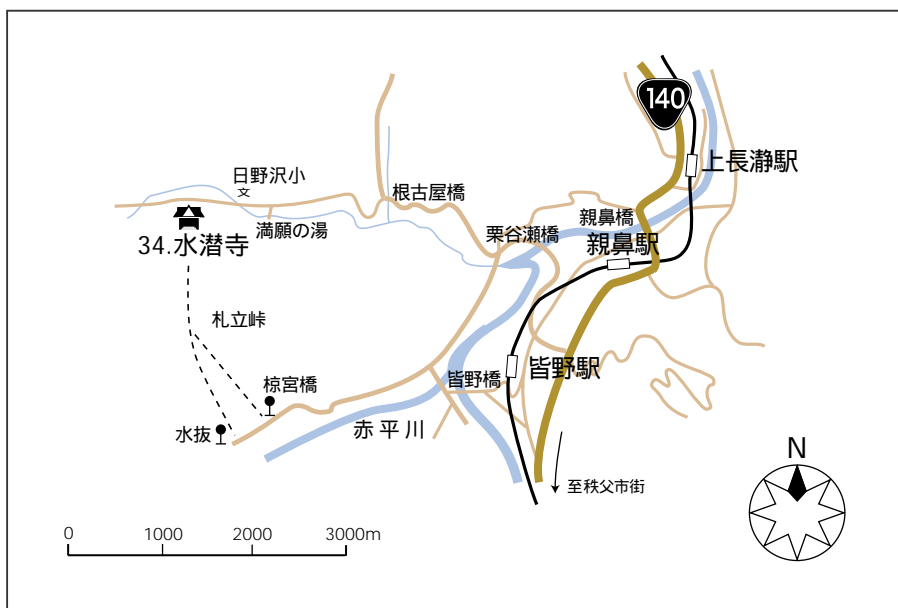 140
上長瀞駅
日野沢小
文
根古屋橋
親鼻橋
満願の湯
栗谷瀬橋
親鼻駅
34.水潜寺
札立峠
皆野駅
皆野橋
椋宮橋
水抜
赤平川
至秩父市街
N
0 1000 2000 3000m